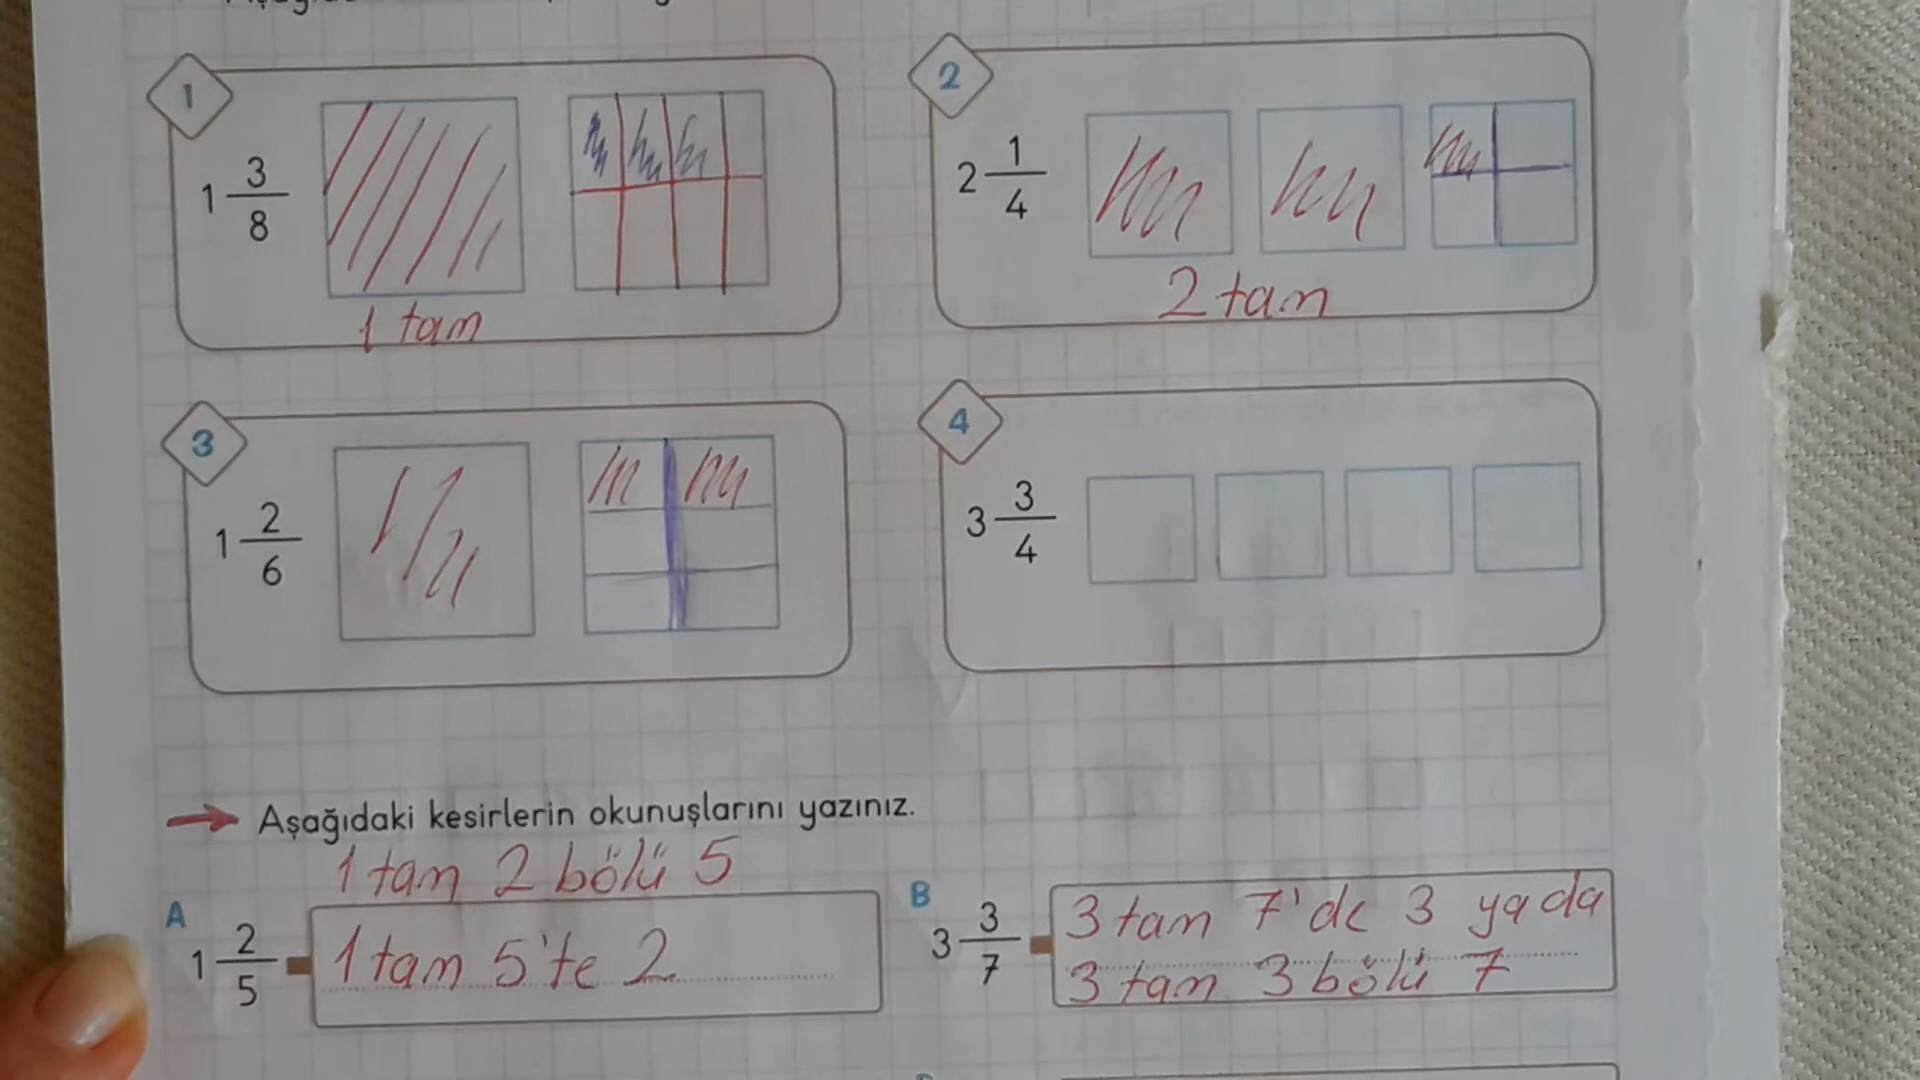 1
1 3/8
1 tam
2
2 1/4
2 tam
3
1 2/6
4
3 3/4
Aşağıdaki kesirlerin okunuşlarını yazınız.
1 tam 2 bölü 5
A
1 2/5
1 tam 5'te 2
B
3 3/7
3 tam 7'de 3 ya da
3 tam 3 bölü 7